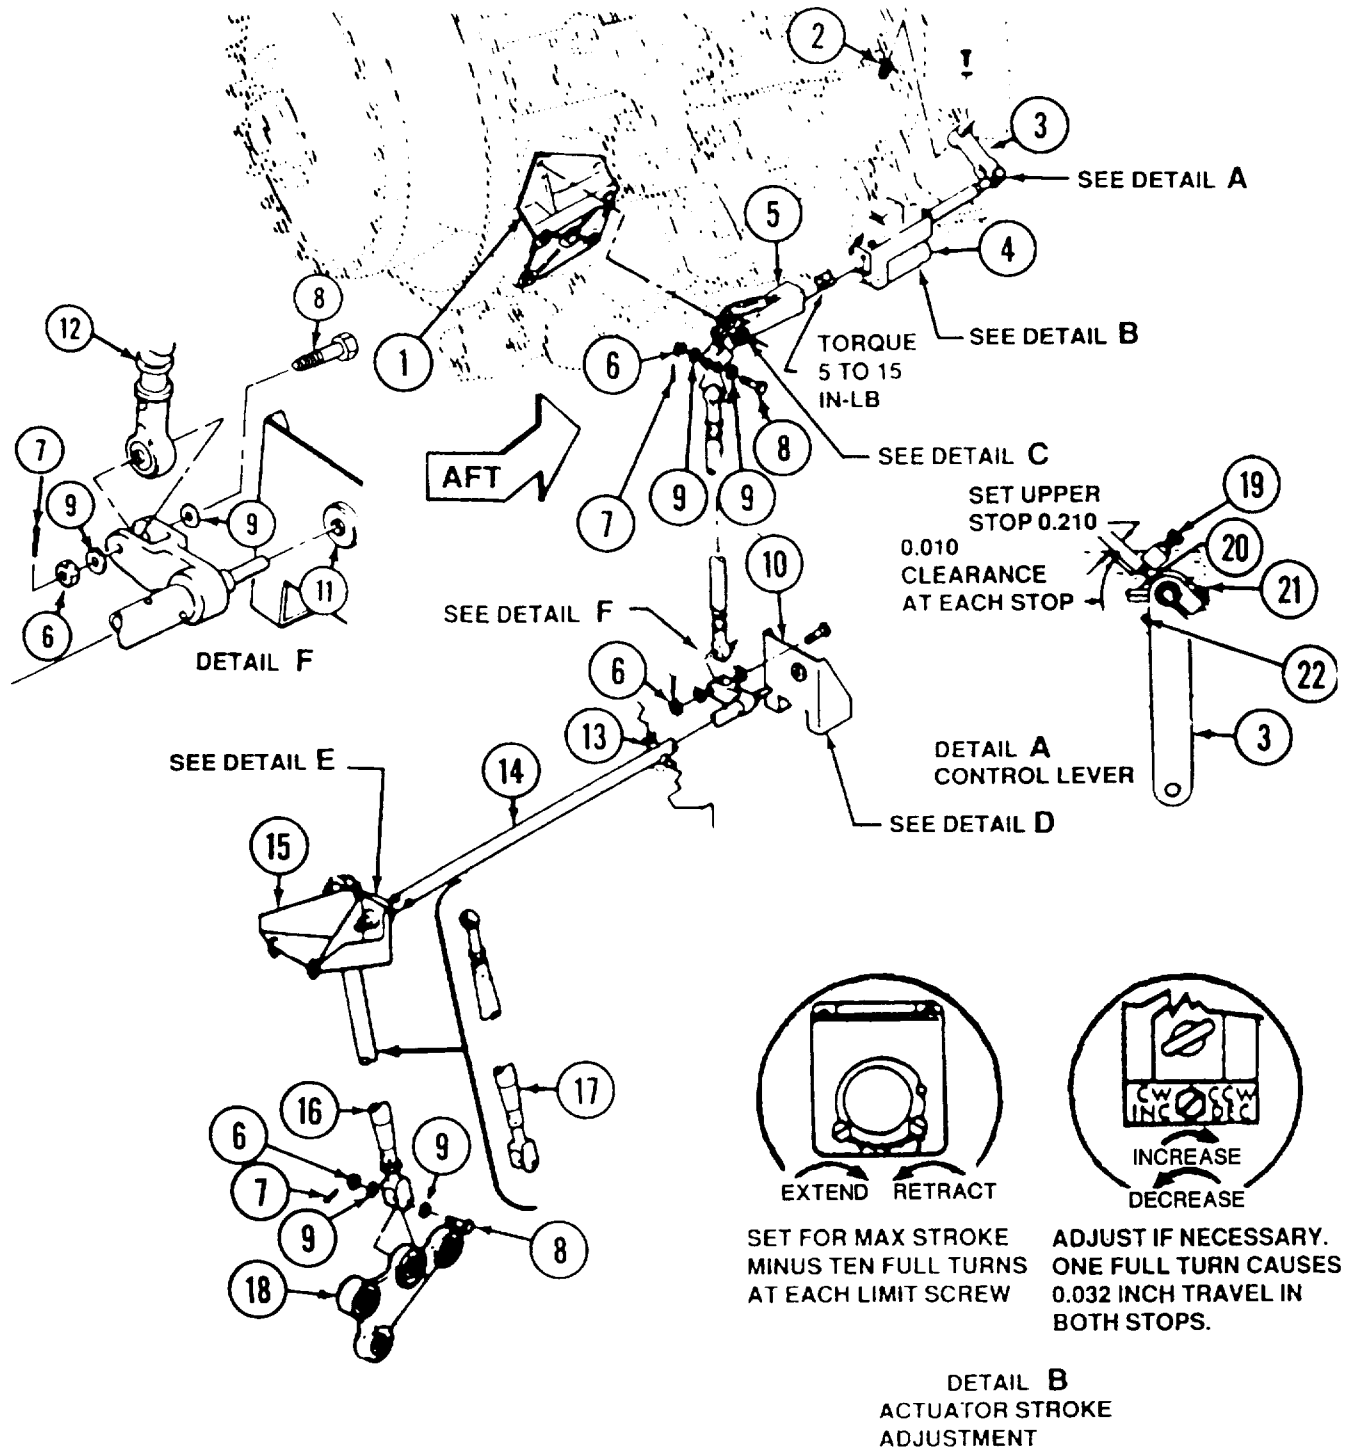 2
3
SEE DETAIL A
5
4
8
12
1
6
SEE DETAIL B
TORQUE
5 TO 15
IN-LB
7
8
AFT
SEE DETAIL C
9
9
9
9
7
SET UPPER
STOP 0.210
19
0.010
CLEARANCE
AT EACH STOP
20
21
10
11
6
SEE DETAIL F
DETAIL F
6
22
13
3
SEE DETAIL E
14
DETAIL A
CONTROL LEVER
SEE DETAIL D
15
16
17
6
9
7
9
8
18
CW CCW
INC DEC
INCREASE
DECREASE
EXTEND RETRACT
SET FOR MAX STROKE
MINUS TEN FULL TURNS
AT EACH LIMIT SCREW
ADJUST IF NECESSARY.
ONE FULL TURN CAUSES
0.032 INCH TRAVEL IN
BOTH STOPS.
DETAIL B
ACTUATOR STROKE
ADJUSTMENT